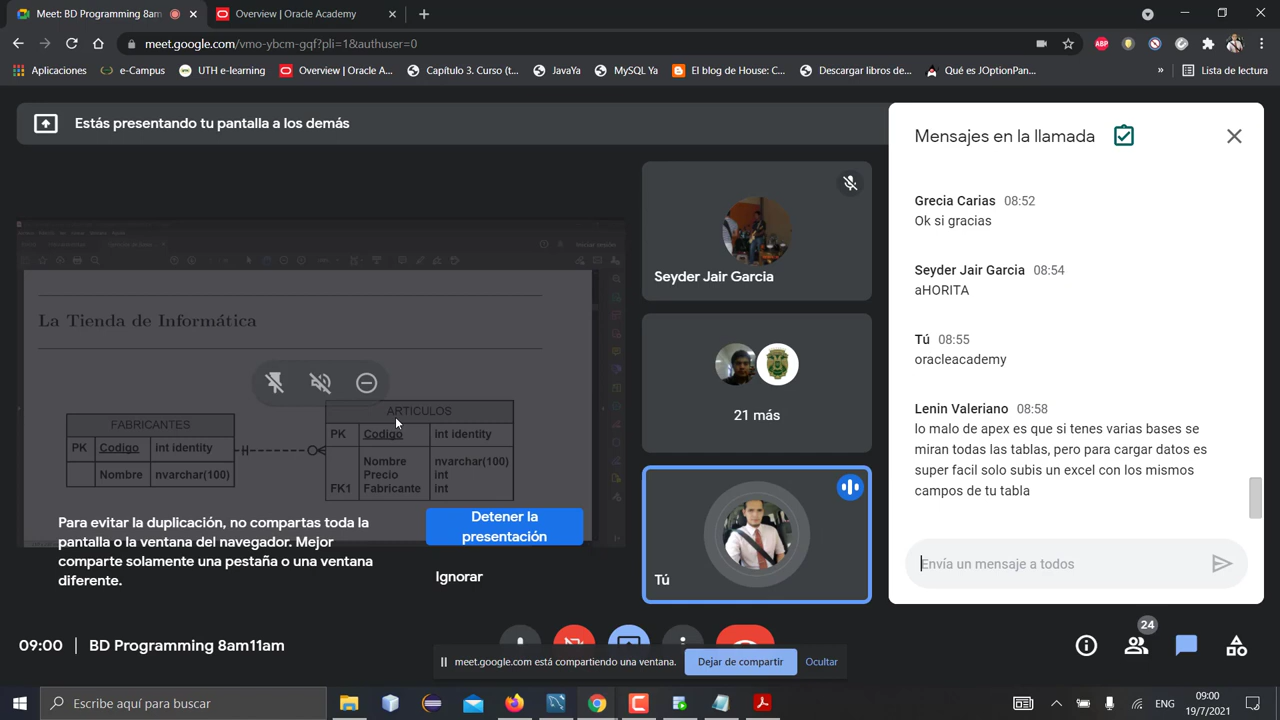 Meet: BD Programming 8am
Overview | Oracle Academy
meet.google.com/vmo-ybcm-gqf?pli=1&authuser=0
ABP
Aplicaciones
e-Campus
UTH e-learning
Overview | Oracle A...
Capítulo 3. Curso (t...
JavaYa
MySQL Ya
El blog de House: C...
Descargar libros de...
Qué es JOptionPan...
»
Lista de lectura
Estás presentando tu pantalla a los demás
La Tienda de Informática
FABRICANTES
PK Codigo int identity
Nombre nvarchar(100)
ARTICULOS
PK Codigo int identity
Nombre nvarchar(100)
Precio int
FK1 Fabricante int
Para evitar la duplicación, no compartas toda la
pantalla o la ventana del navegador. Mejor
comparte solamente una pestaña o una ventana
diferente.
Detener la
presentación
Ignorar
Seyder Jair Garcia
21 más
Tú
Mensajes en la llamada
Grecia Carias 08:52
Ok si gracias
Seyder Jair Garcia 08:54
aHORITA
Tú 08:55
oracleacademy
Lenin Valeriano 08:58
lo malo de apex es que si tenes varias bases se
miran todas las tablas, pero para cargar datos es
super facil solo subis un excel con los mismos
campos de tu tabla
Envía un mensaje a todos
09:00 | BD Programming 8am11am
24
meet.google.com está compartiendo una ventana.
Dejar de compartir
Ocultar
Escribe aquí para buscar
ENG
09:00
19/7/2021